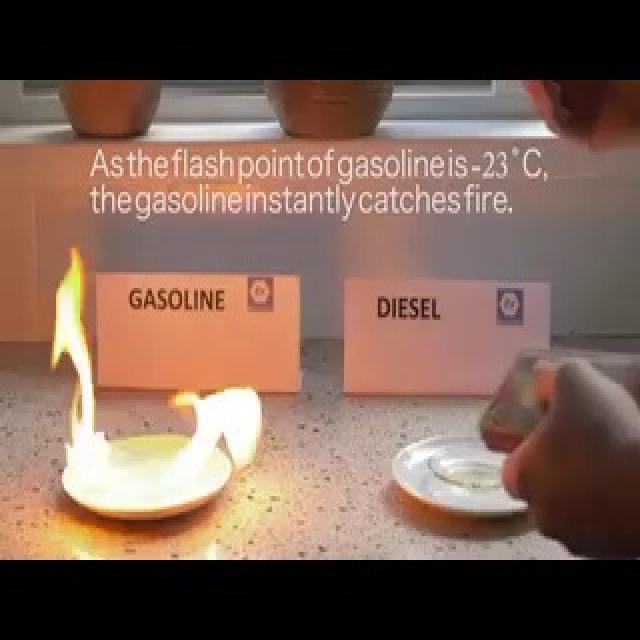 As the flash point of gasoline is -23°C,
the gasoline instantly catches fire.
GASOLINE
DIESEL